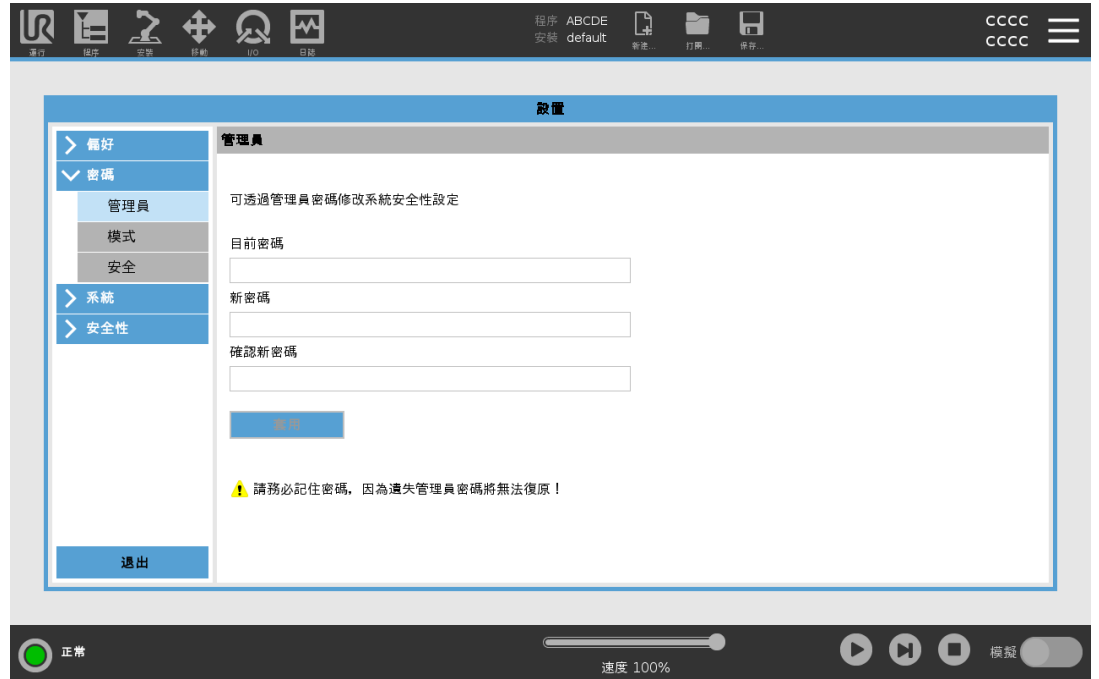 UR
運行
程序
安裝
移動
I/O
日誌
程序 ABCDE
安裝 default
新建...
打開...
保存...
CCCC
CCCC
設置
偏好
密碼
管理員
模式
安全
系統
安全性
退出
管理員
可透過管理員密碼修改系統安全性設定
目前密碼
新密碼
確認新密碼
套用
請務必記住密碼，因為遺失管理員密碼將無法復原！
正常
速度 100%
模擬